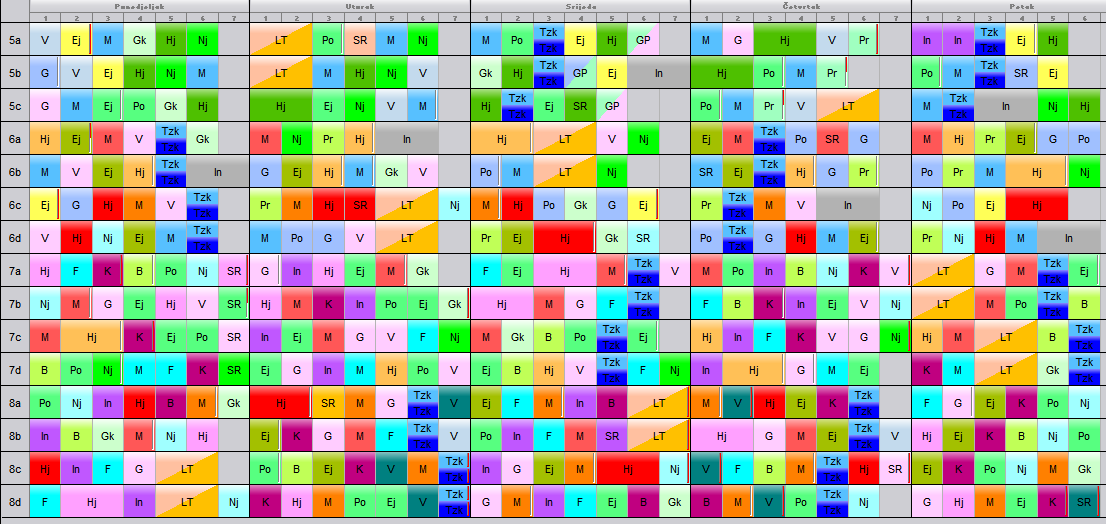 Ponedjeljak Utorak Srijeda Četvrtak Petak
1 2 3 4 5 6 7 1 2 3 4 5 6 7 1 2 3 4 5 6 7 1 2 3 4 5 6 7 1 2 3 4 5 6
5a V Ej M Gk Hj Nj LT Po SR M Nj M Po Tzk Tzk Ej Hj GP M G Hj V Pr In In Tzk Tzk Ej Hj
5b G V Ej Hj Nj M LT M Hj Nj V Gk Hj Tzk Tzk GP Ej In Hj Po M Pr Po M Tzk Tzk SR Ej
5c G M Ej Po Gk Hj Hj Ej Nj V M Hj Tzk Tzk Ej SR GP Po M Pr V LT M Tzk Tzk In Nj Hj
6a Hj Ej M V Tzk Tzk Gk M Nj Pr Hj In Hj LT V Nj Ej M Tzk Tzk Po SR G M Hj Pr Ej G Po
6b M V Ej Hj Tzk Tzk In G Ej Hj M Gk V Po M LT Nj SR Ej Tzk Tzk Hj G Pr Po Pr M Hj Nj
6c Ej G Hj M V Tzk Tzk Pr M Hj SR LT Nj M Hj Po Gk G Ej Pr Tzk Tzk M V In Nj Po Ej Hj
6d V Hj Nj Ej M Tzk Tzk M Po G V LT Pr Ej Hj Gk SR Po Tzk Tzk G Hj M Ej Pr Nj Hj M In
7a Hj F K B Po Nj SR G In Hj Ej M Gk F Ej Hj M Tzk Tzk V M Po In B Nj K V LT G M Tzk Tzk Ej
7b Nj M G Ej Hj V SR Hj M K In Po Ej Gk Hj M G F Tzk Tzk F B K In Ej V Nj LT M Po Tzk Tzk B
7c M Hj K Ej Po SR In Ej M G V F Nj M Gk B Po Tzk Tzk Ej Hj In F K V G Nj Hj M LT B Tzk Tzk
7d B Po Nj M F K SR Ej G In M Hj Po V Ej B Hj V Tzk Tzk F Nj In Hj G M K M LT Gk Tzk Tzk
8a Po Nj In Hj B M Gk Hj SR M G Tzk Tzk V Ej F M In B LT M V Hj Ej K Tzk Tzk F G Ej K Po Nj
8b In B Gk M Nj Hj Ej K G M F Tzk Tzk V Po In F M SR LT Hj G M Ej Tzk Tzk V Hj Ej K B Nj Po
8c Hj In F G LT Po B Ej K V M Tzk Tzk In G Ej M Hj Nj V F B M Tzk Tzk Hj SR Ej K Po Nj M Gk
8d F Hj In LT Nj K Hj M Po Ej V Tzk Tzk G M In F Ej B Gk B M V Po Tzk Tzk Nj G Hj M Ej K SR